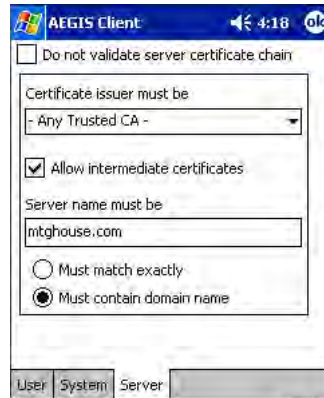 AEGIS Client 4:18 ok
Do not validate server certificate chain
Certificate issuer must be
- Any Trusted CA -
Allow intermediate certificates
Server name must be
mtghouse.com
Must match exactly
Must contain domain name
User System Server